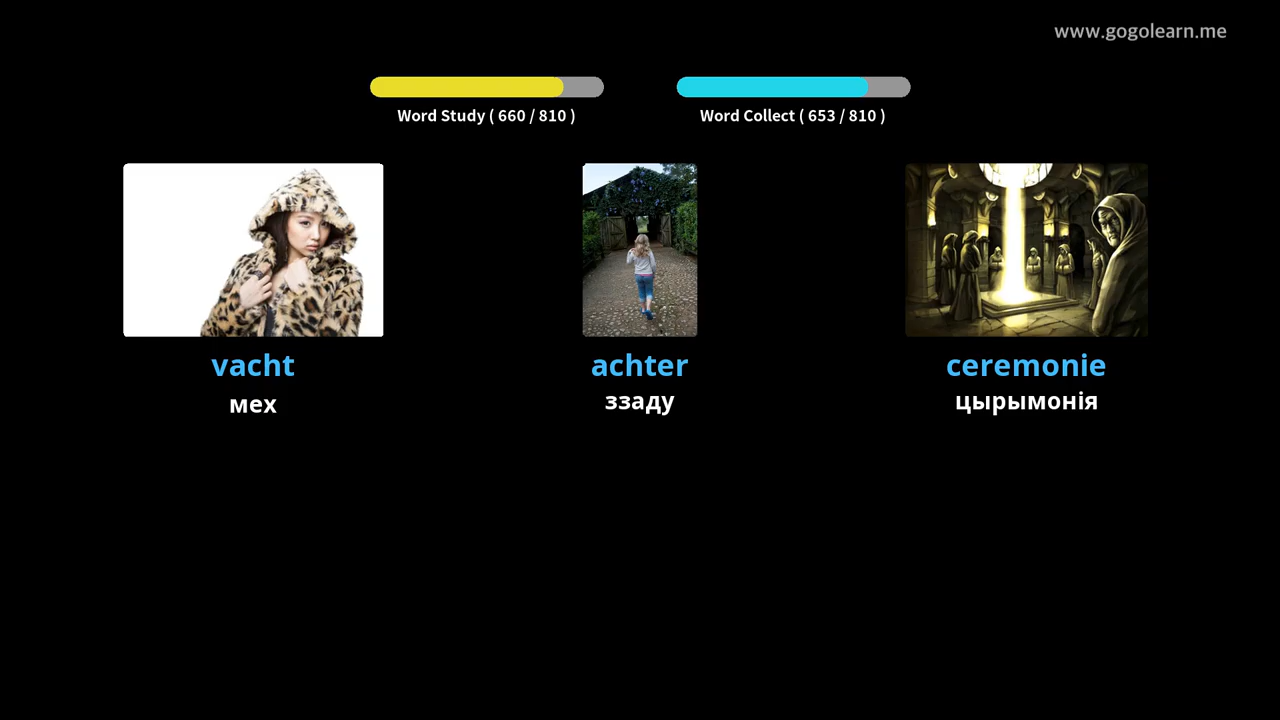 www.gogolearn.me
Word Study ( 660 / 810 )
Word Collect ( 653 / 810 )
vacht
achter
ceremonie
мех
ззаду
цырымонія